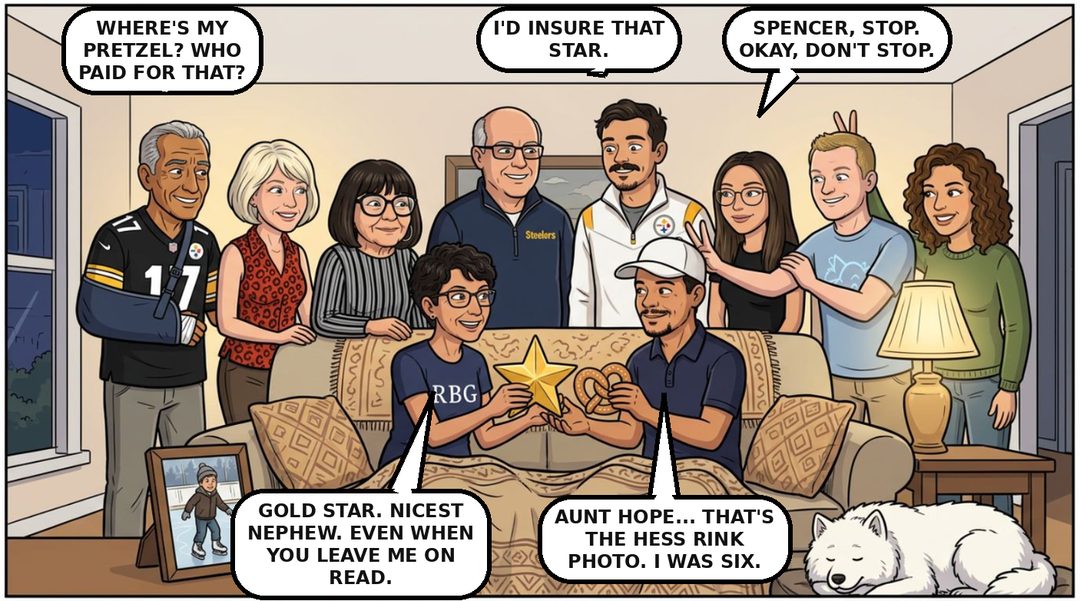 WHERE'S MY
PRETZEL? WHO
PAID FOR THAT?
I'D INSURE THAT
STAR.
SPENCER, STOP.
OKAY, DON'T STOP.
17
17
Steelers
RBG
GOLD STAR. NICEST
NEPHEW. EVEN WHEN
YOU LEAVE ME ON
READ.
AUNT HOPE... THAT'S
THE HESS RINK
PHOTO. I WAS SIX.